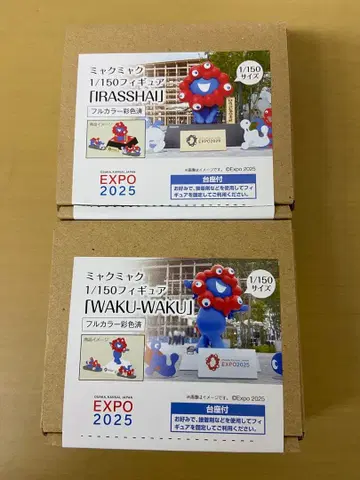 ミャクミャク
1/150フィギュア
「IRASSHAI」
フルカラー彩色済
1/150
サイズ
商品イメージ
EXPO
2025
※画像はイメージです。 ©Expo 2025
OSAKA, KANSAI, JAPAN
EXPO
2025
台座付
お好みで、接着剤などを使用してフィ
ギュアを固定してご利用ください。
ミャクミャク
1/150フィギュア
「WAKU-WAKU」
フルカラー彩色済
1/150
サイズ
商品イメージ
※画像はイメージです。 ©Expo 2025
OSAKA, KANSAI, JAPAN
EXPO
2025
台座付
お好みで、接着剤などを使用してフィ
ギュアを固定してご利用ください。